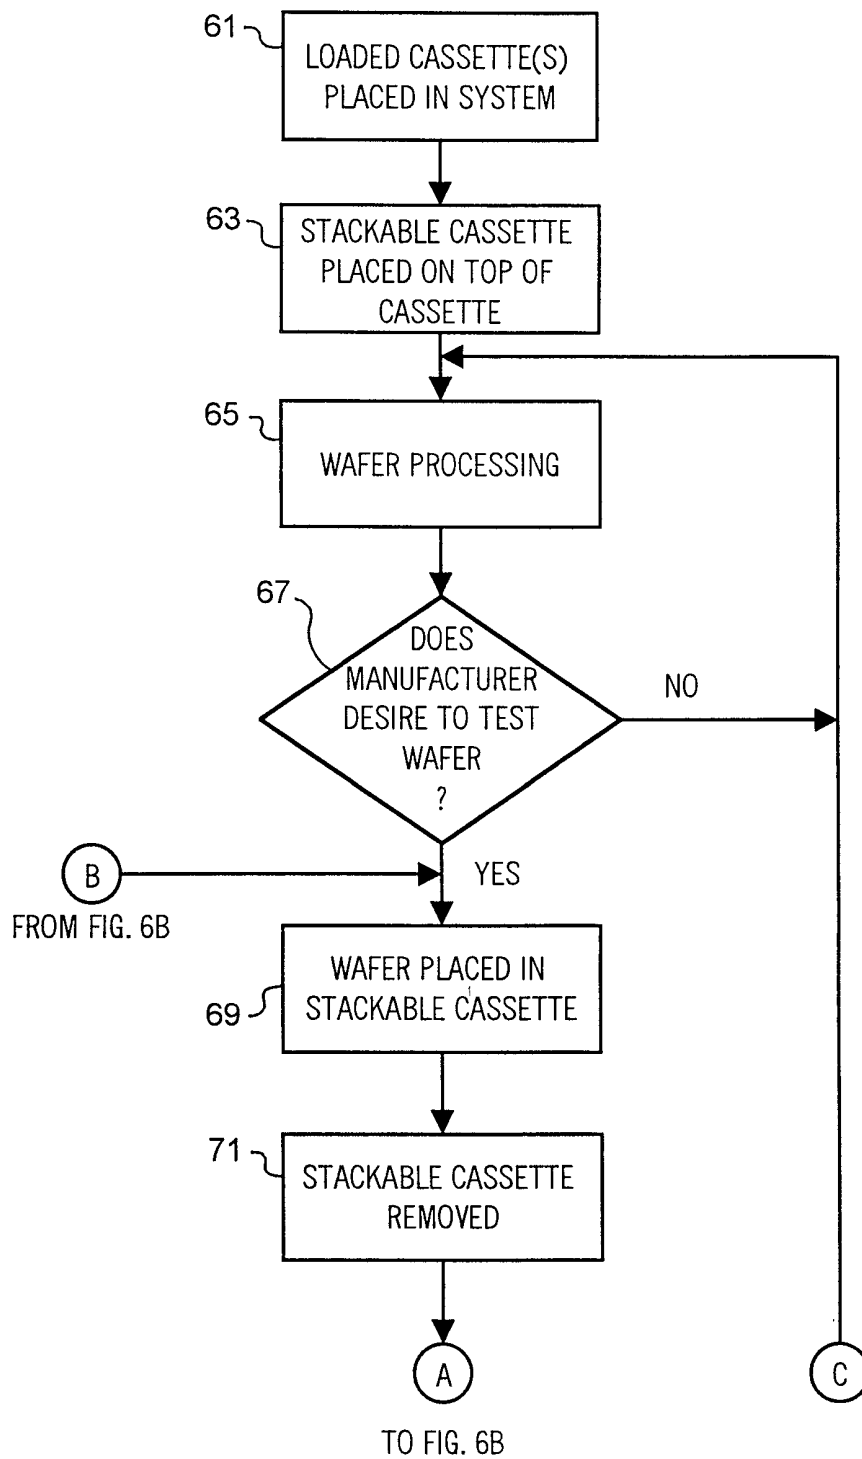 61
LOADED CASSETTE(S)
PLACED IN SYSTEM
63
STACKABLE CASSETTE
PLACED ON TOP OF
CASSETTE
65
WAFER PROCESSING
67
DOES
MANUFACTURER
DESIRE TO TEST
WAFER
?
NO
B
YES
FROM FIG. 6B
69
WAFER PLACED IN
STACKABLE CASSETTE
71
STACKABLE CASSETTE
REMOVED
A
C
TO FIG. 6B